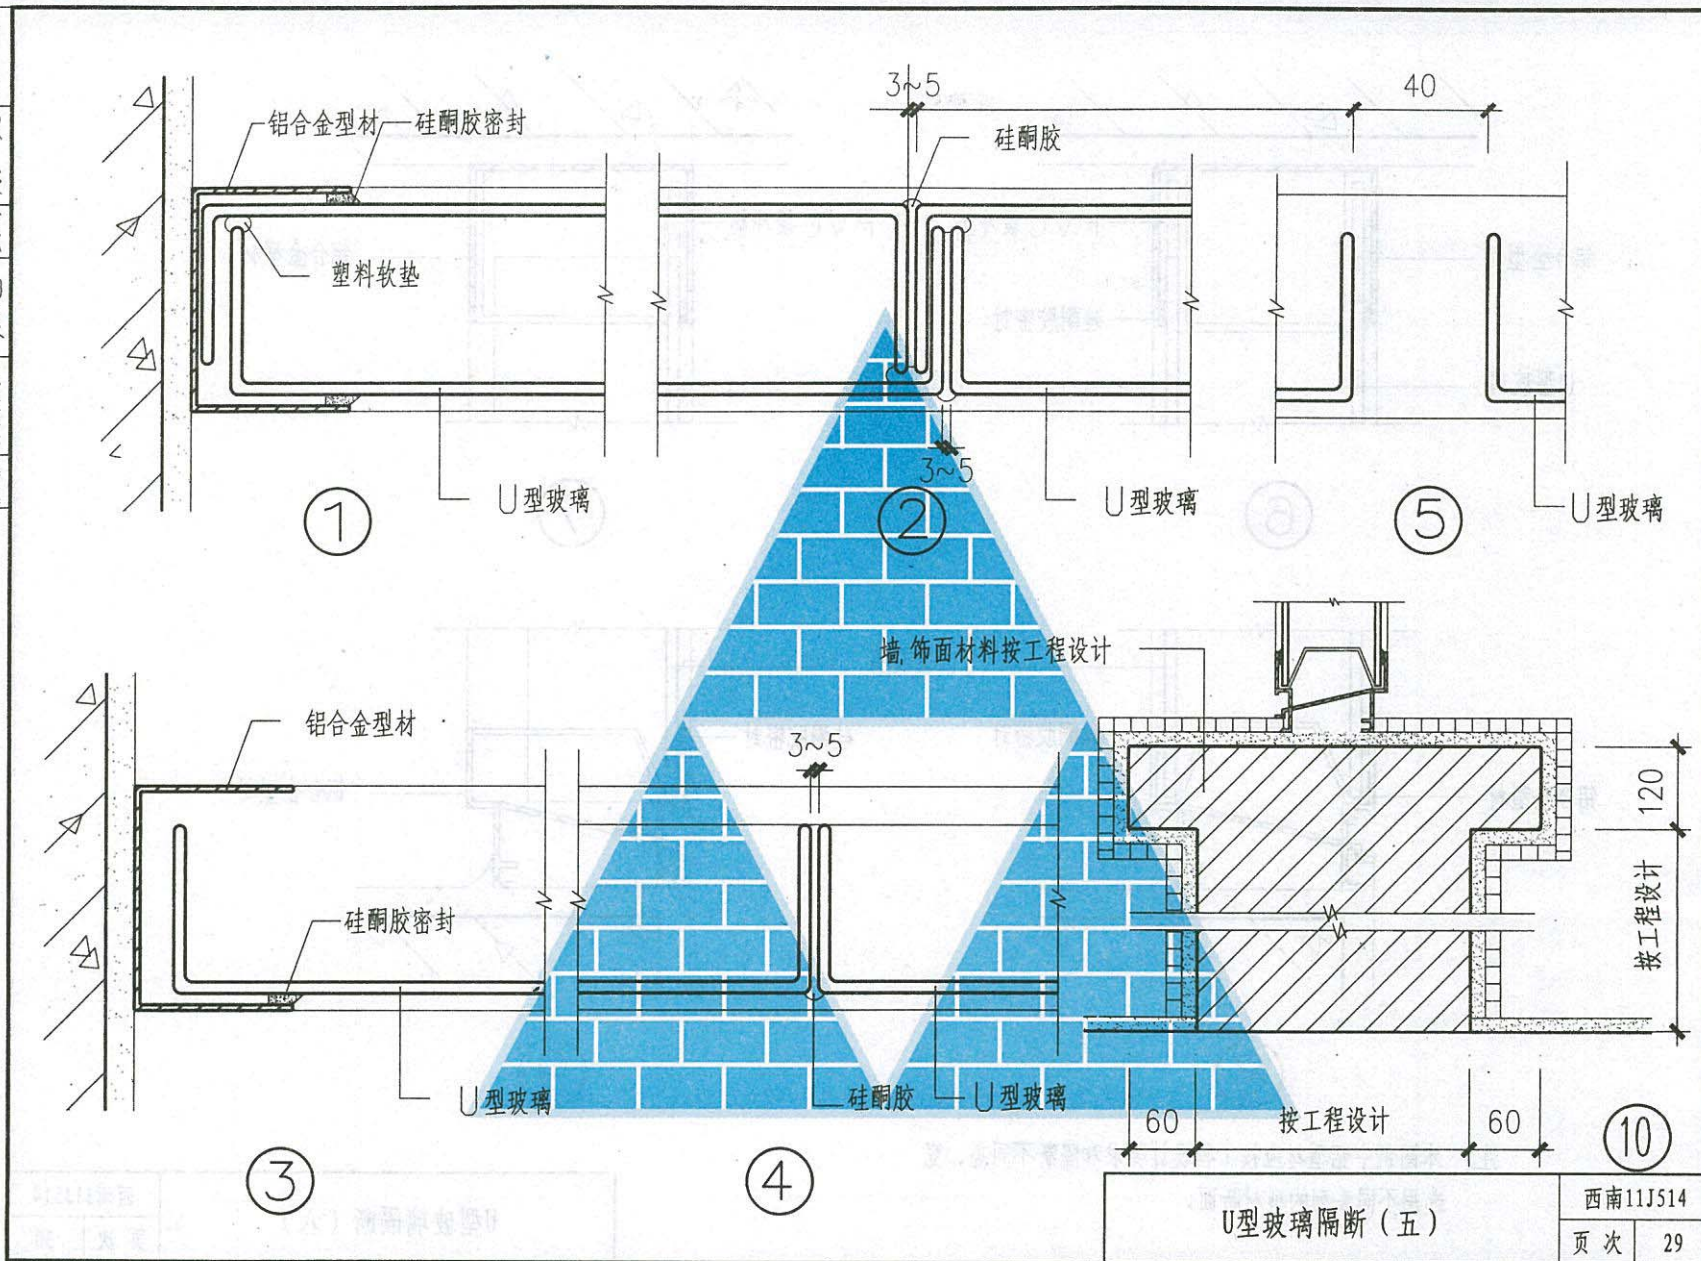 3~5
40
铝合金型材
硅酮胶密封
硅酮胶
塑料软垫
3~5
U型玻璃
U型玻璃
U型玻璃
①
②
⑤
墙,饰面材料按工程设计
铝合金型材
3~5
120
硅酮胶密封
按工程设计
U型玻璃
硅酮胶
U型玻璃
60
按工程设计
60
③
④
⑩
U型玻璃隔断（五）
西南11J514
页次
29